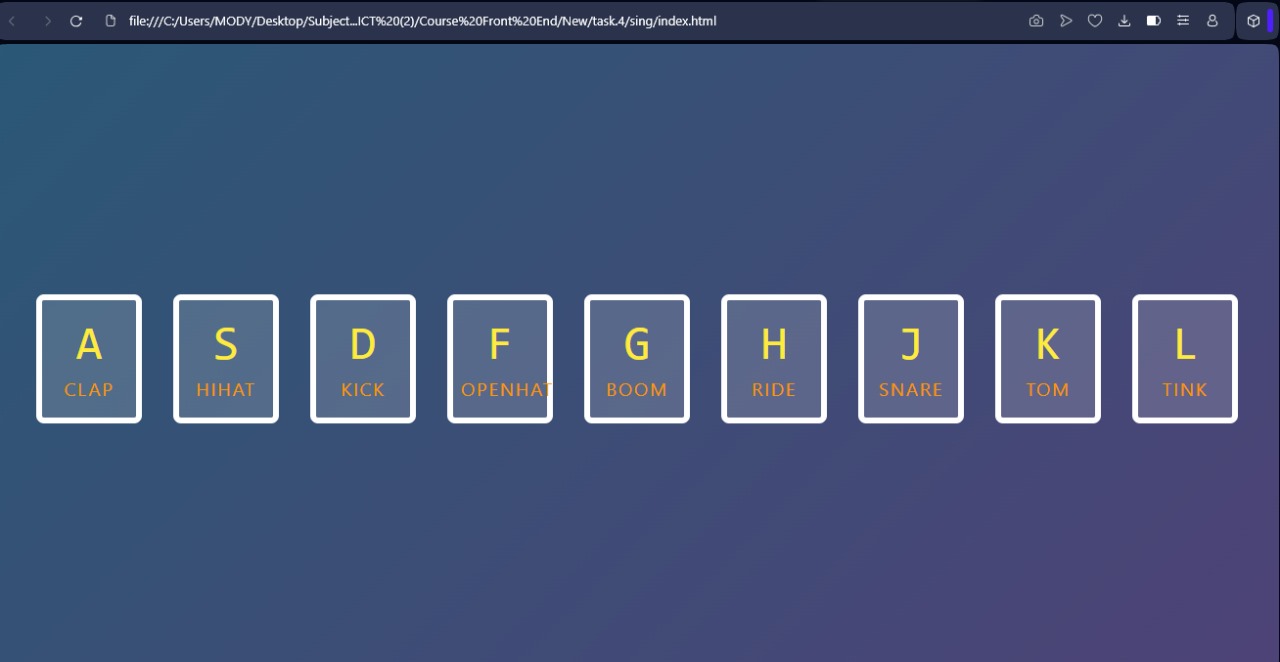 file:///C:/Users/MODY/Desktop/Subject...ICT%20(2)/Course%20Front%20End/New/task.4/sing/index.html
A S D F G H J K L
CLAP HIHAT KICK OPENHAT BOOM RIDE SNARE TOM TINK